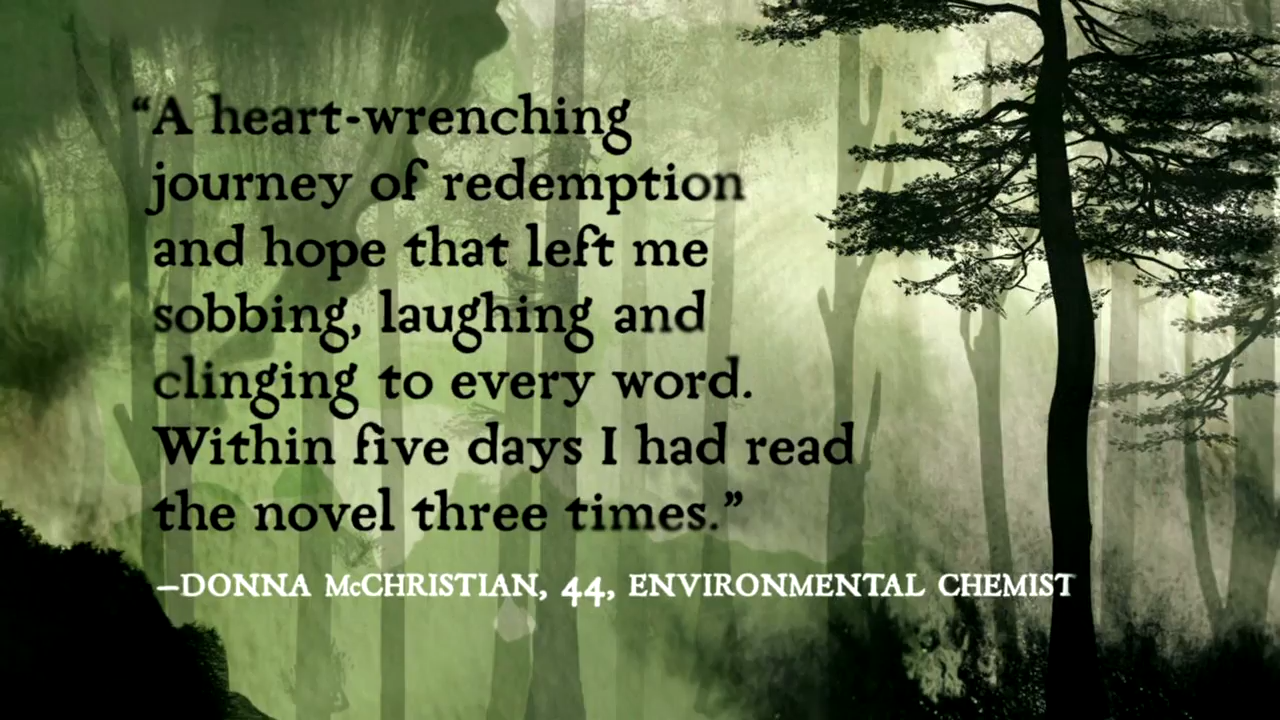 “A heart-wrenching
journey of redemption
and hope that left me
sobbing, laughing and
clinging to every word.
Within five days I had read
the novel three times.”
–DONNA McCHRISTIAN, 44, ENVIRONMENTAL CHEMIST